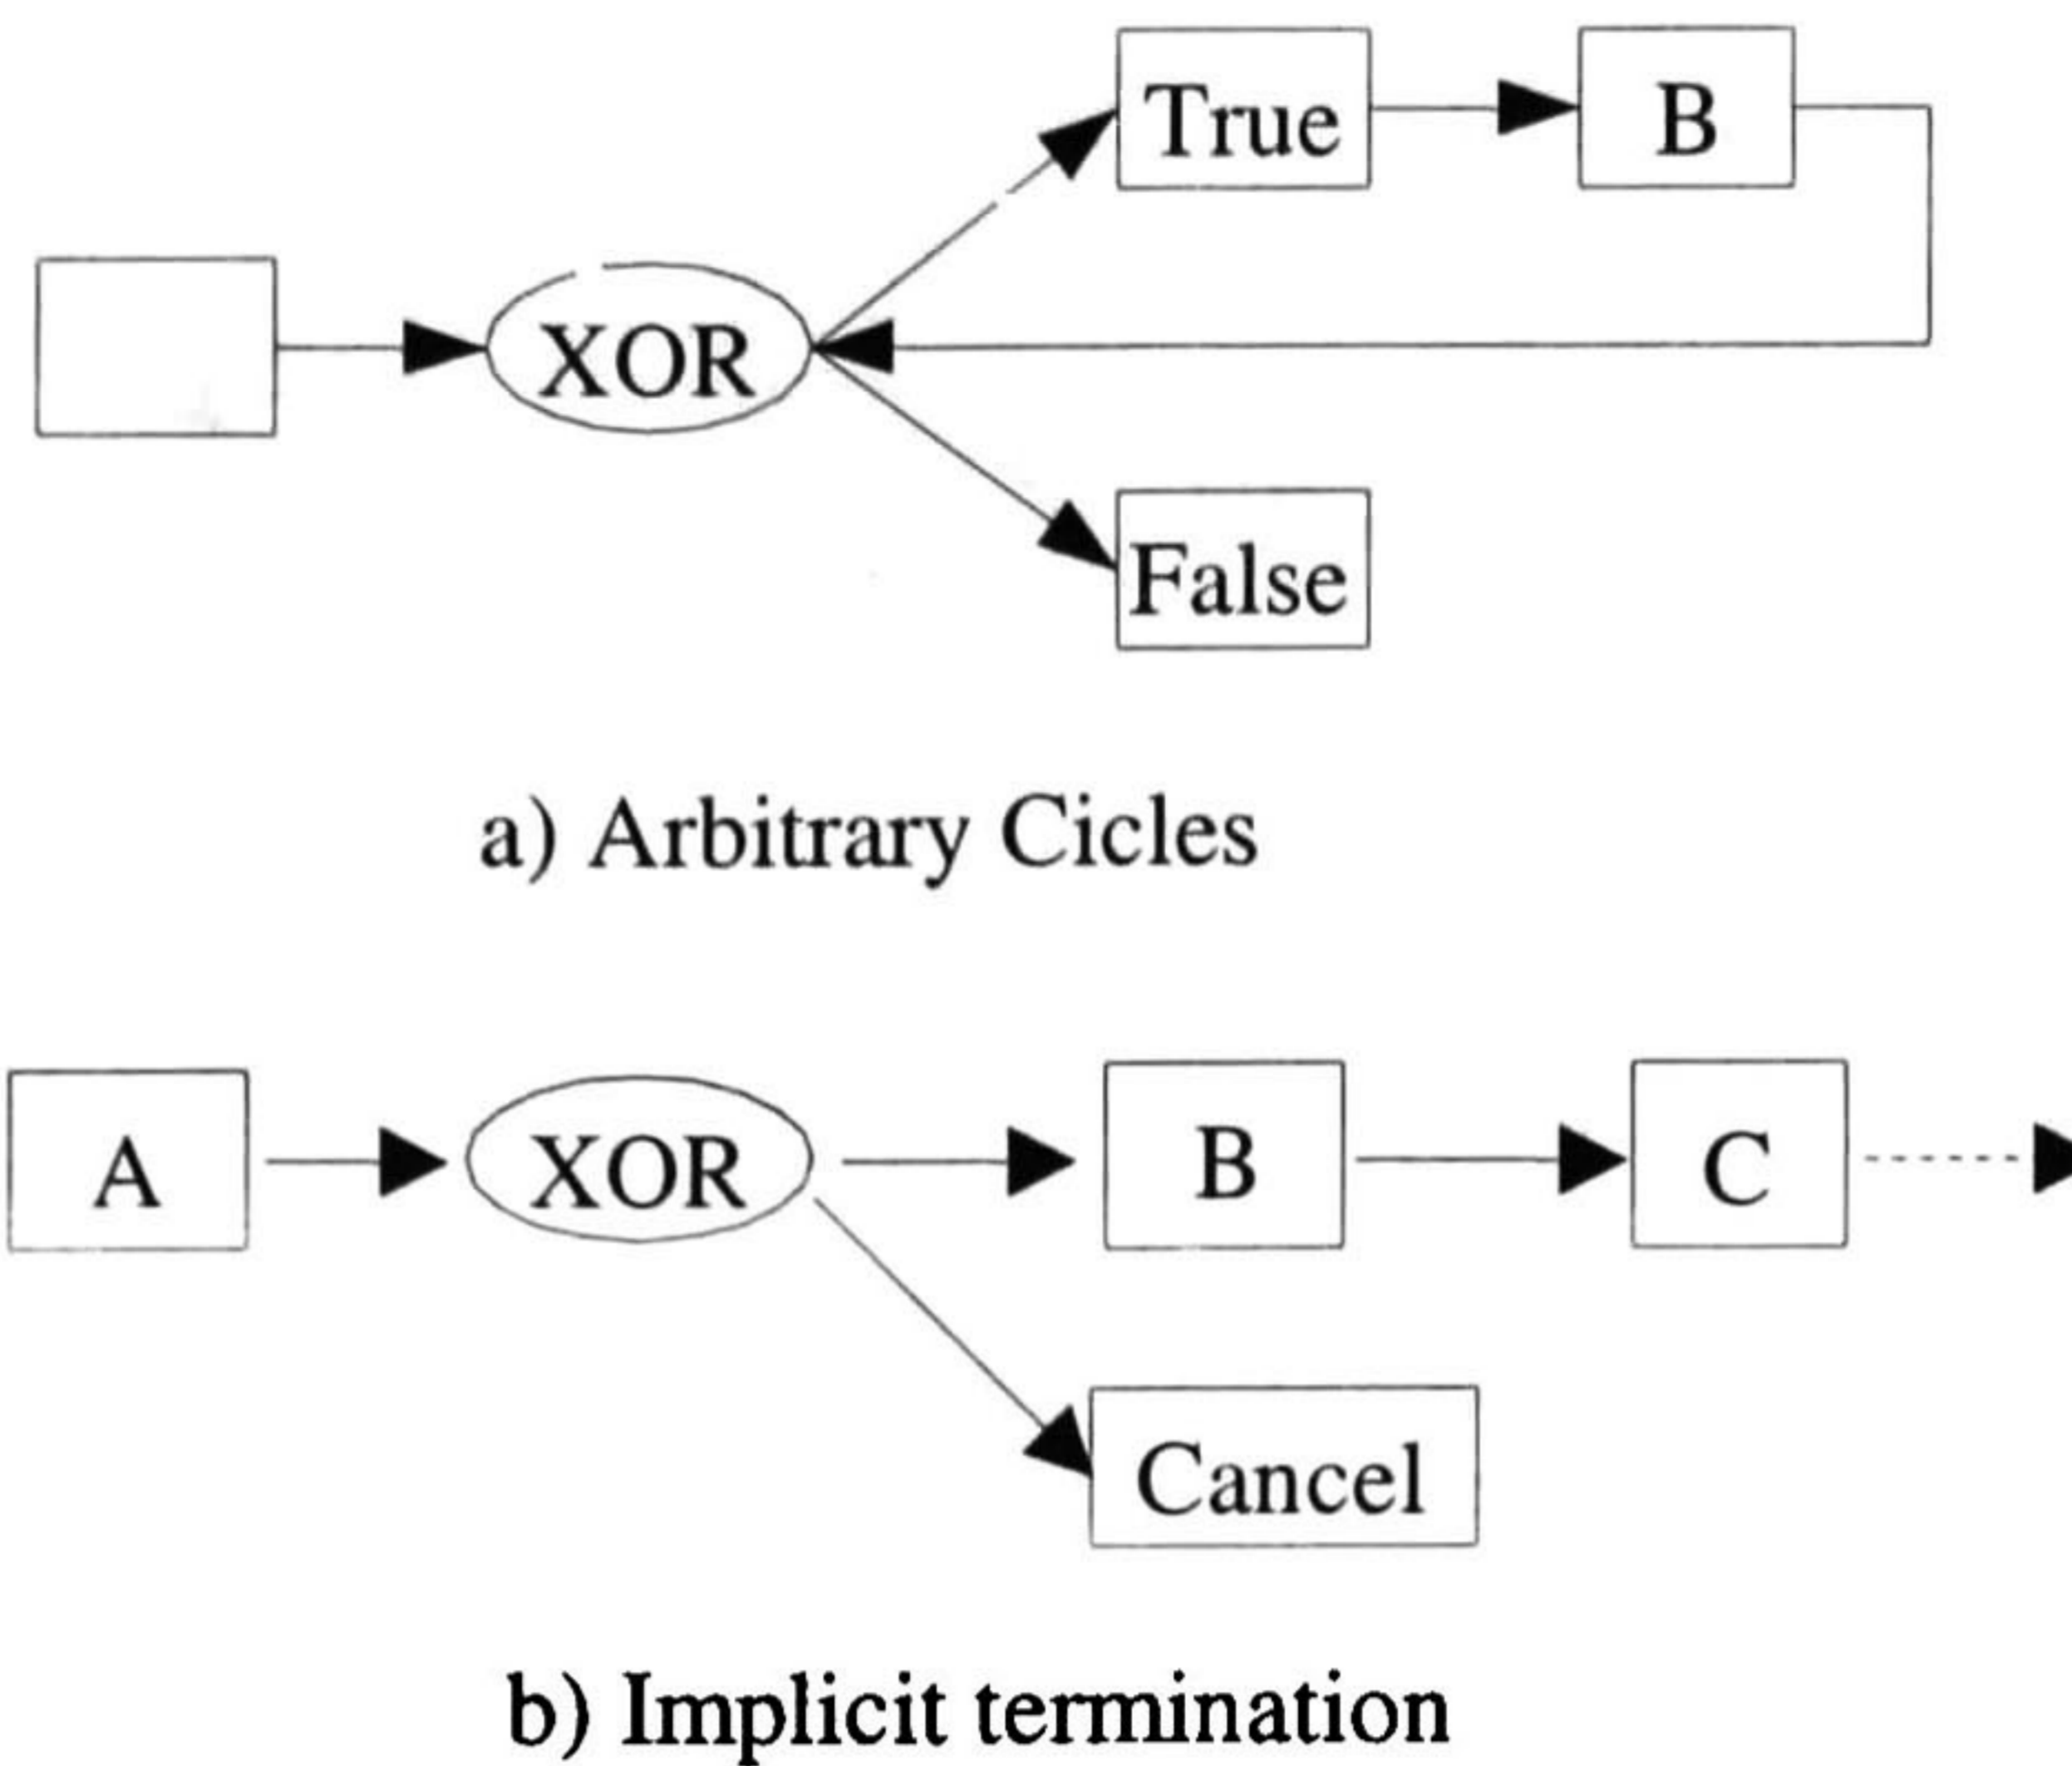 True
B
XOR
False
a) Arbitrary Cicles
A
XOR
B
C
Cancel
b) Implicit termination